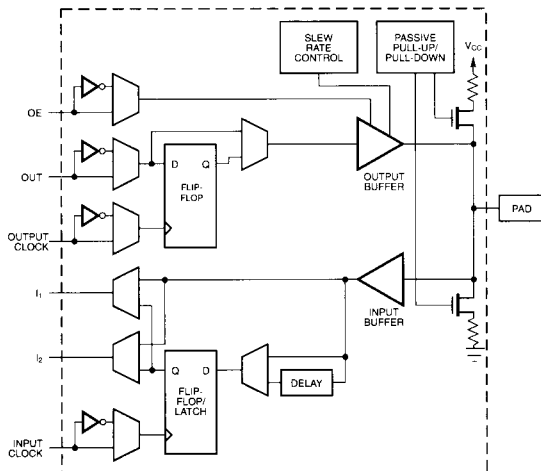 SLEW
RATE
CONTROL
PASSIVE
PULL-UP/
PULL-DOWN
VCC
OE
OUT
D Q
FLIP-
FLOP
OUTPUT
BUFFER
PAD
OUTPUT
CLOCK
I1
INPUT
BUFFER
I2
Q D
FLIP-
FLOP/
LATCH
DELAY
INPUT
CLOCK